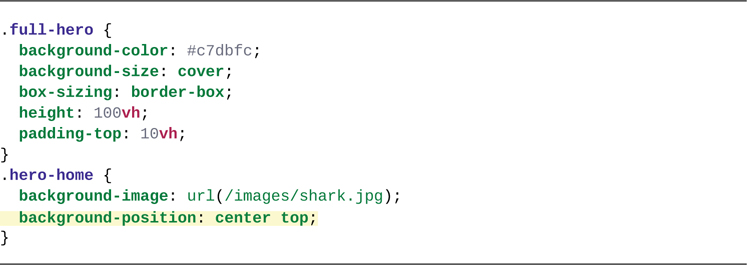 .full-hero {
  background-color: #c7dbfc;
  background-size: cover;
  box-sizing: border-box;
  height: 100vh;
  padding-top: 10vh;
}
.hero-home {
  background-image: url(/images/shark.jpg);
  background-position: center top;
}